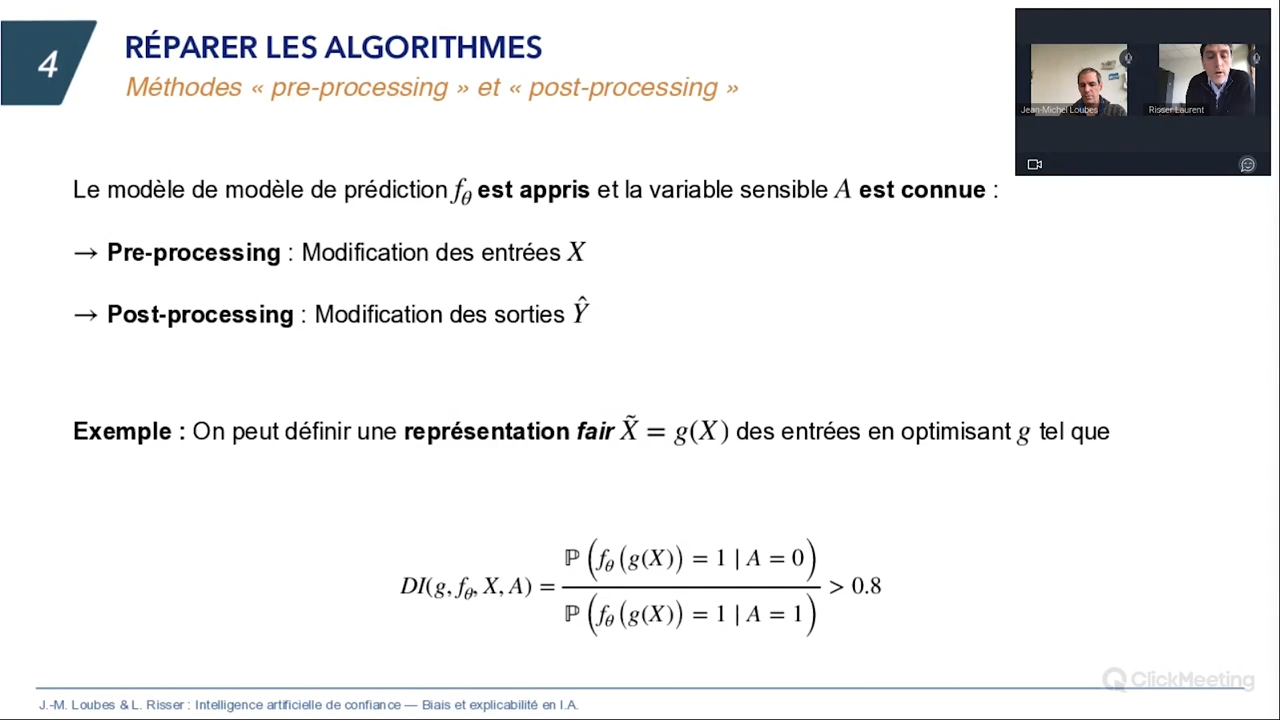 4
RÉPARER LES ALGORITHMES
Méthodes « pre-processing » et « post-processing »
Jean-Michel Loubes
Risser Laurent
Le modèle de modèle de prédiction f_θ est appris et la variable sensible A est connue :
→ Pre-processing : Modification des entrées X
→ Post-processing : Modification des sorties Ŷ
Exemple : On peut définir une représentation fair X̃ = g(X) des entrées en optimisant g tel que
DI(g, f_θ, X, A) = ℙ(f_θ(g(X)) = 1 | A = 0) / ℙ(f_θ(g(X)) = 1 | A = 1) > 0.8
ClickMeeting
J.-M. Loubes & L. Risser : Intelligence artificielle de confiance — Biais et explicabilité en I.A.